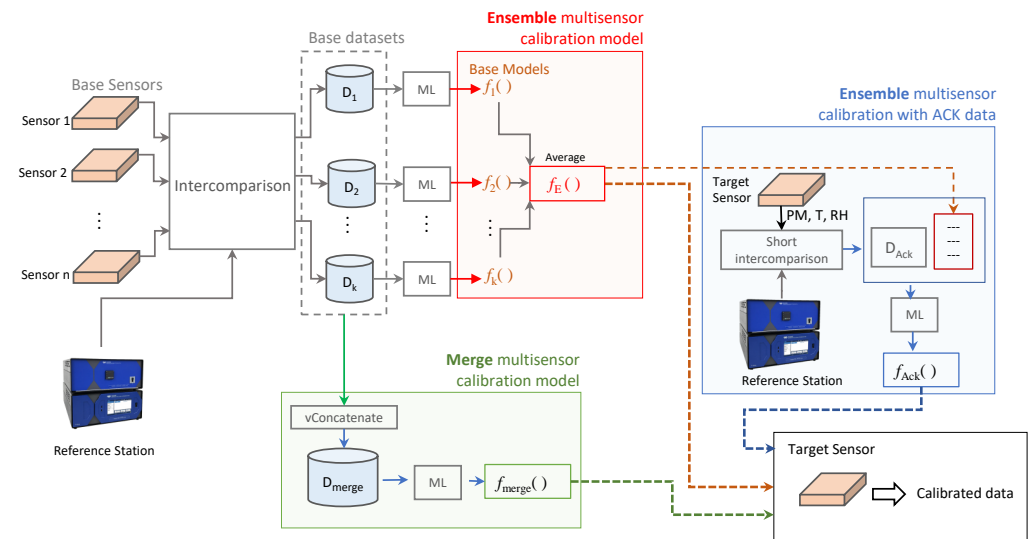 Ensemble multisensor
calibration model
Base datasets
Base Sensors
Sensor 1
Sensor 2
⋮
Sensor n
Intercomparison
Reference Station
D1
D2
⋮
Dk
ML
ML
⋮
ML
Base Models
f1( )
f2( )
⋮
fk( )
Average
fE( )
Ensemble multisensor
calibration with ACK data
Target
Sensor
PM, T, RH
Short
intercomparison
Reference Station
DAck
---
---
---
ML
fAck( )
Merge multisensor
calibration model
vConcatenate
Dmerge
ML
fmerge( )
Target Sensor
Calibrated data